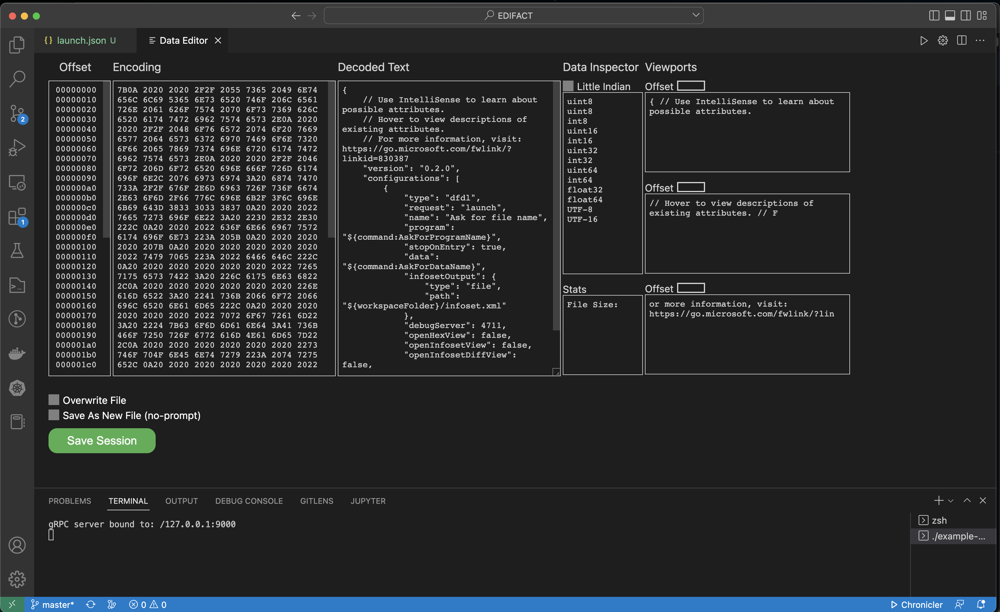 EDIFACT
{} launch.json U
Data Editor
Offset
00000000
00000010
00000020
00000030
00000040
00000050
00000060
00000070
00000080
00000090
000000a0
000000b0
000000c0
000000d0
000000e0
000000f0
00000100
00000110
00000120
00000130
00000140
00000150
00000160
00000170
00000180
00000190
000001a0
000001b0
000001c0
Encoding
7B0A 2020 2020 2F2F 2055 7365 2049 6E74
656C 6C69 5365 6E73 6520 746F 206C 6561
726E 2061 626F 7574 2070 6F73 7369 626C
6520 6174 7472 6962 7574 6573 2E0A 2020
2020 2F2F 2048 6F76 6572 2074 6F20 7669
6577 2064 6573 6372 6970 7469 6F6E 7320
6F66 2065 7869 7374 696E 6720 6174 7472
6962 7574 6573 2E0A 2020 2020 2F2F 2046
6F72 206D 6F72 6520 696E 666F 726D 6174
696F 6E2C 2076 6973 6974 3A20 6874 7470
733A 2F2F 676F 2E6D 6963 726F 736F 6674
2E63 6F6D 2F66 776C 696E 6B2F 3F6C 696E
6B69 643D 3833 3033 3837 0A20 2020 2022
7665 7273 696F 6E22 3A20 2230 2E32 2E30
222C 0A20 2020 2022 636F 6E66 6967 7572
6174 696F 6E73 223A 205B 0A20 2020 2020
2020 207B 0A20 2020 2020 2020 2020 2020
2022 7479 7065 223A 2022 6466 646C 222C
0A20 2020 2020 2020 2020 2020 2022 7265
7175 6573 7422 3A20 226C 6175 6E63 6822
2C0A 2020 2020 2020 2020 2020 2020 226E
616D 6522 3A20 2241 736B 2066 6F72 2066
696C 6520 6E61 6D65 222C 0A20 2020 2020
2020 2020 2020 2022 7072 6F67 7261 6D22
3A20 2224 7B63 6F6D 6D61 6E64 3A41 736B
466F 7250 726F 6772 616D 4E61 6D65 7D22
2C0A 2020 2020 2020 2020 2020 2020 2273
746F 704F 6E45 6E74 7279 223A 2074 7275
652C 0A20 2020 2020 2020 2020 2020 2022
Decoded Text
{
// Use IntelliSense to learn about
possible attributes.
// Hover to view descriptions of
existing attributes.
// For more information, visit:
https://go.microsoft.com/fwlink/?
linkid=830387
"version": "0.2.0",
"configurations": [
{
"type": "dfdl",
"request": "launch",
"name": "Ask for file name",
"program":
"${command:AskForProgramName}",
"stopOnEntry": true,
"data":
"${command:AskForDataName}",
"infosetOutput": {
"type": "file",
"path":
"${workspaceFolder}/infoset.xml"
},
"debugServer": 4711,
"openHexView": false,
"openInfosetView": false,
"openInfosetDiffView":
false,
Data Inspector
Little Indian
uint8
uint8
int8
uint16
int16
uint32
int32
uint64
int64
float32
float64
UTF-8
UTF-16
Stats
File Size:
Viewports
Offset
{ // Use IntelliSense to learn about
possible attributes.
Offset
// Hover to view descriptions of
existing attributes. // F
Offset
or more information, visit:
https://go.microsoft.com/fwlink/?lin
2
1
Overwrite File
Save As New File (no-prompt)
Save Session
PROBLEMS TERMINAL OUTPUT DEBUG CONSOLE GITLENS JUPYTER
gRPC server bound to: /127.0.0.1:9000
zsh
./example-...
master* 0 0 Chronicler